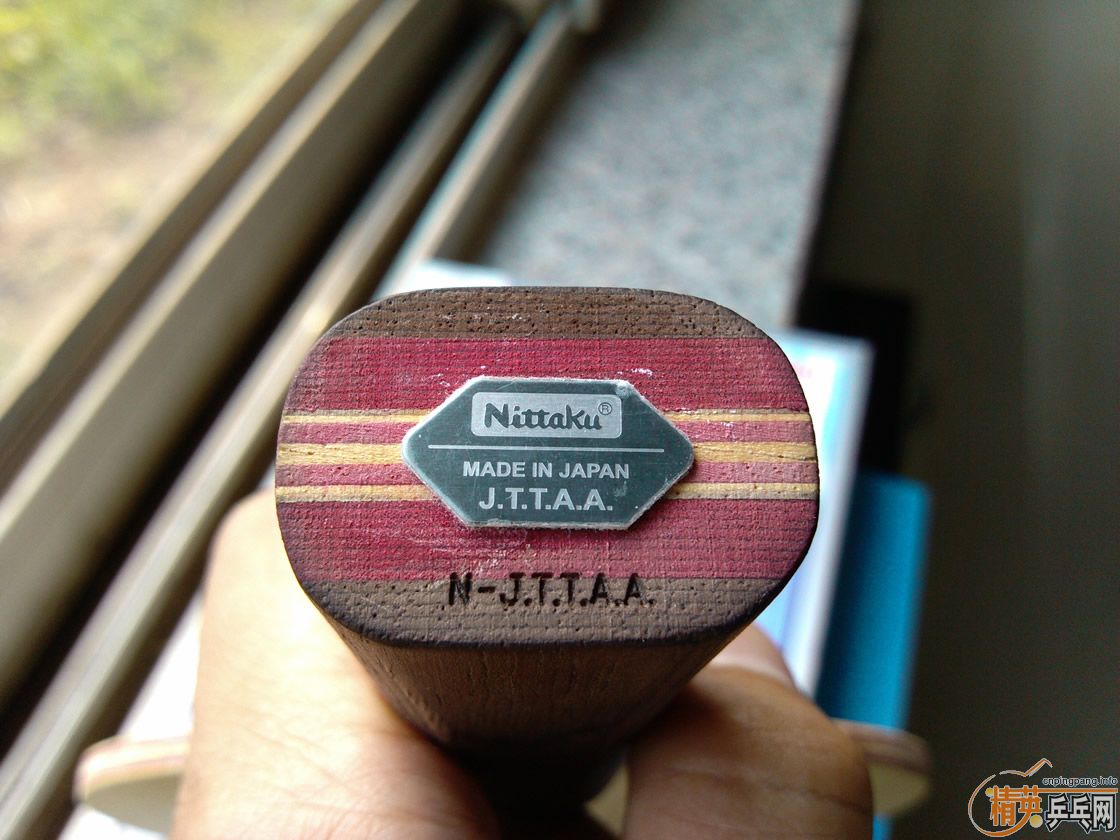 Nittaku®
MADE IN JAPAN
J.T.T.A.A.
N-J.T.T.A.A.
cnpingpang.info
精英乒乓网